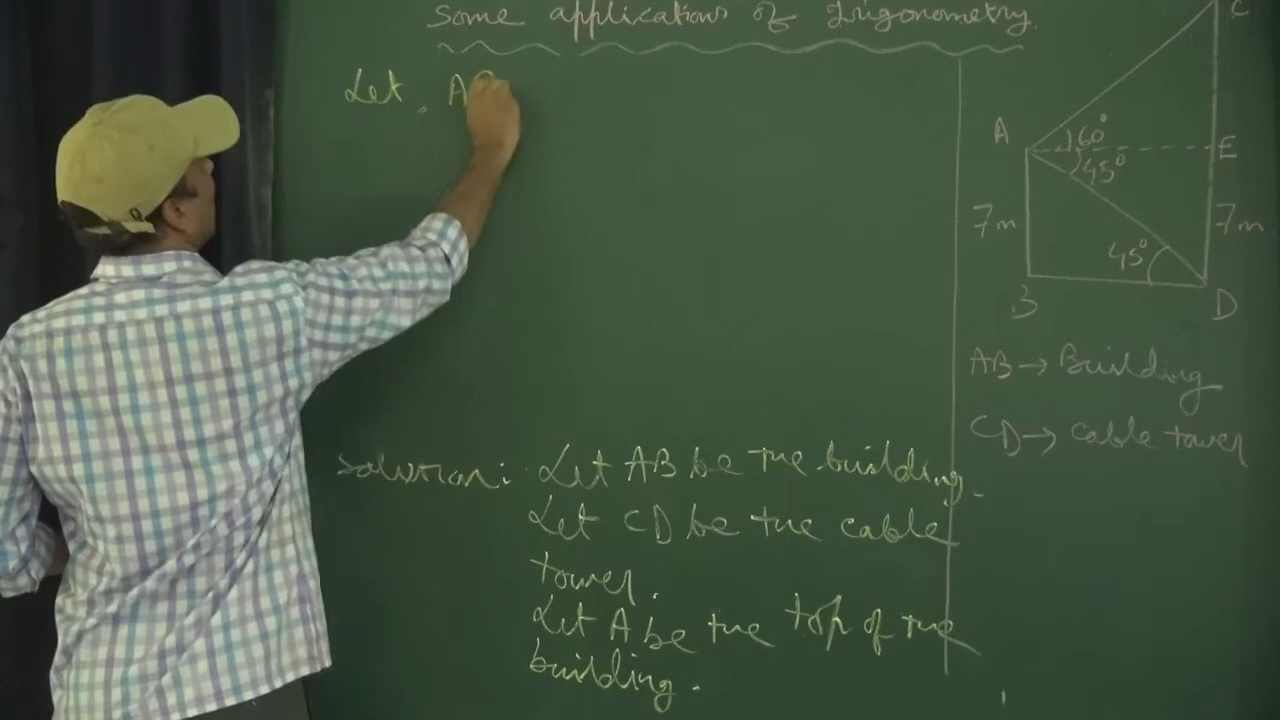 Some applications of Trigonometry.
Let, A
C
A
60°
E
45°
7m
7m
45°
B
D
AB → Building
CD → Cable tower
Solution: Let AB be the building.
Let CD be the cable
tower.
Let A be the top of the
building.